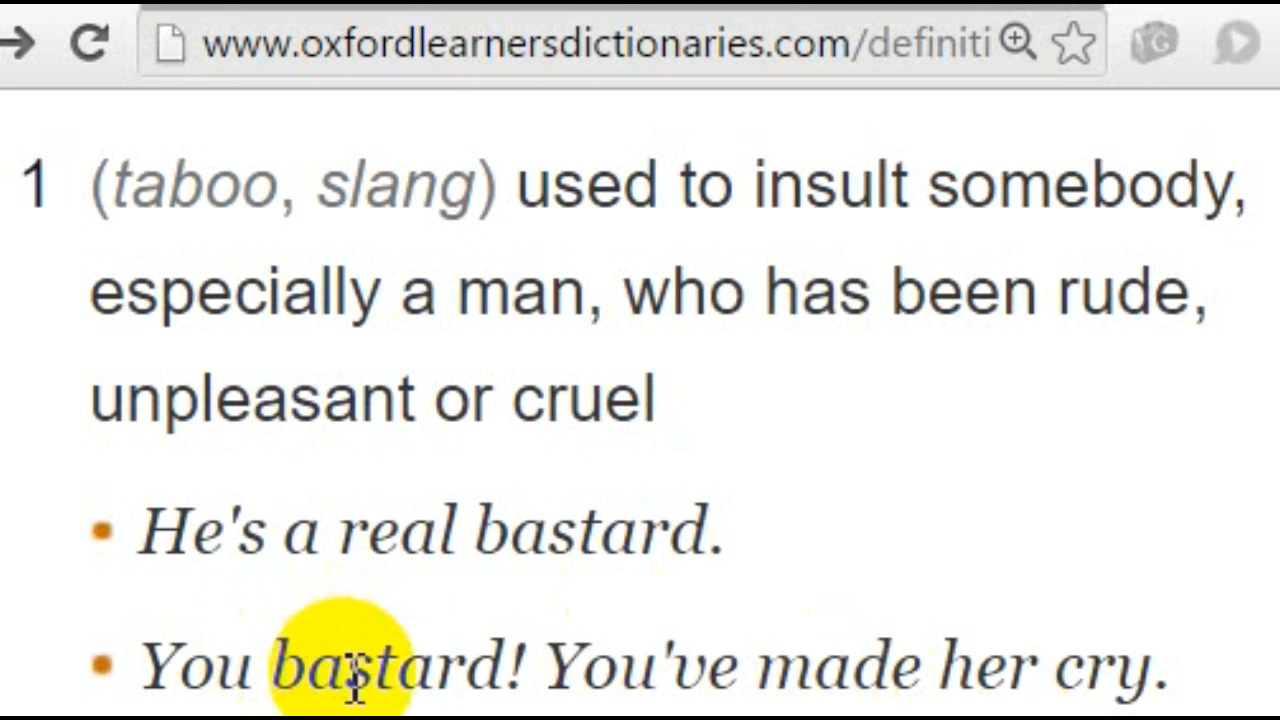 www.oxfordlearnersdictionaries.com/definiti
1 (taboo, slang) used to insult somebody,
especially a man, who has been rude,
unpleasant or cruel
▪ He's a real bastard.
▪ You bastard! You've made her cry.